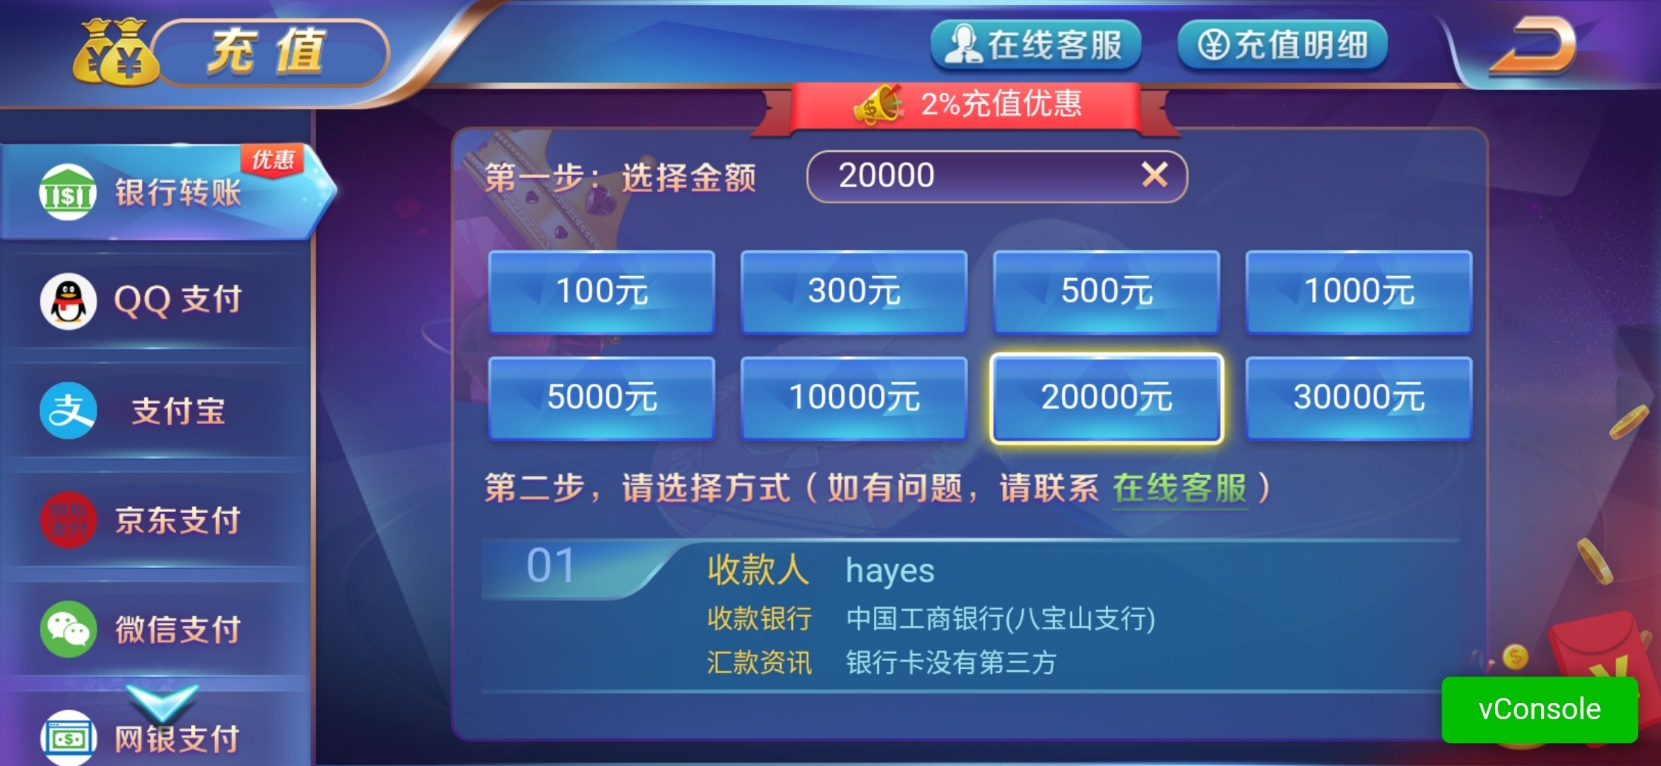 充值
在线客服
充值明细
2%充值优惠
银行转账
优惠
QQ支付
支付宝
京东支付
微信支付
网银支付
第一步：选择金额
20000
100元
300元
500元
1000元
5000元
10000元
20000元
30000元
第二步，请选择方式（如有问题，请联系 在线客服）
01
收款人 hayes
收款银行 中国工商银行(八宝山支行)
汇款资讯 银行卡没有第三方
vConsole